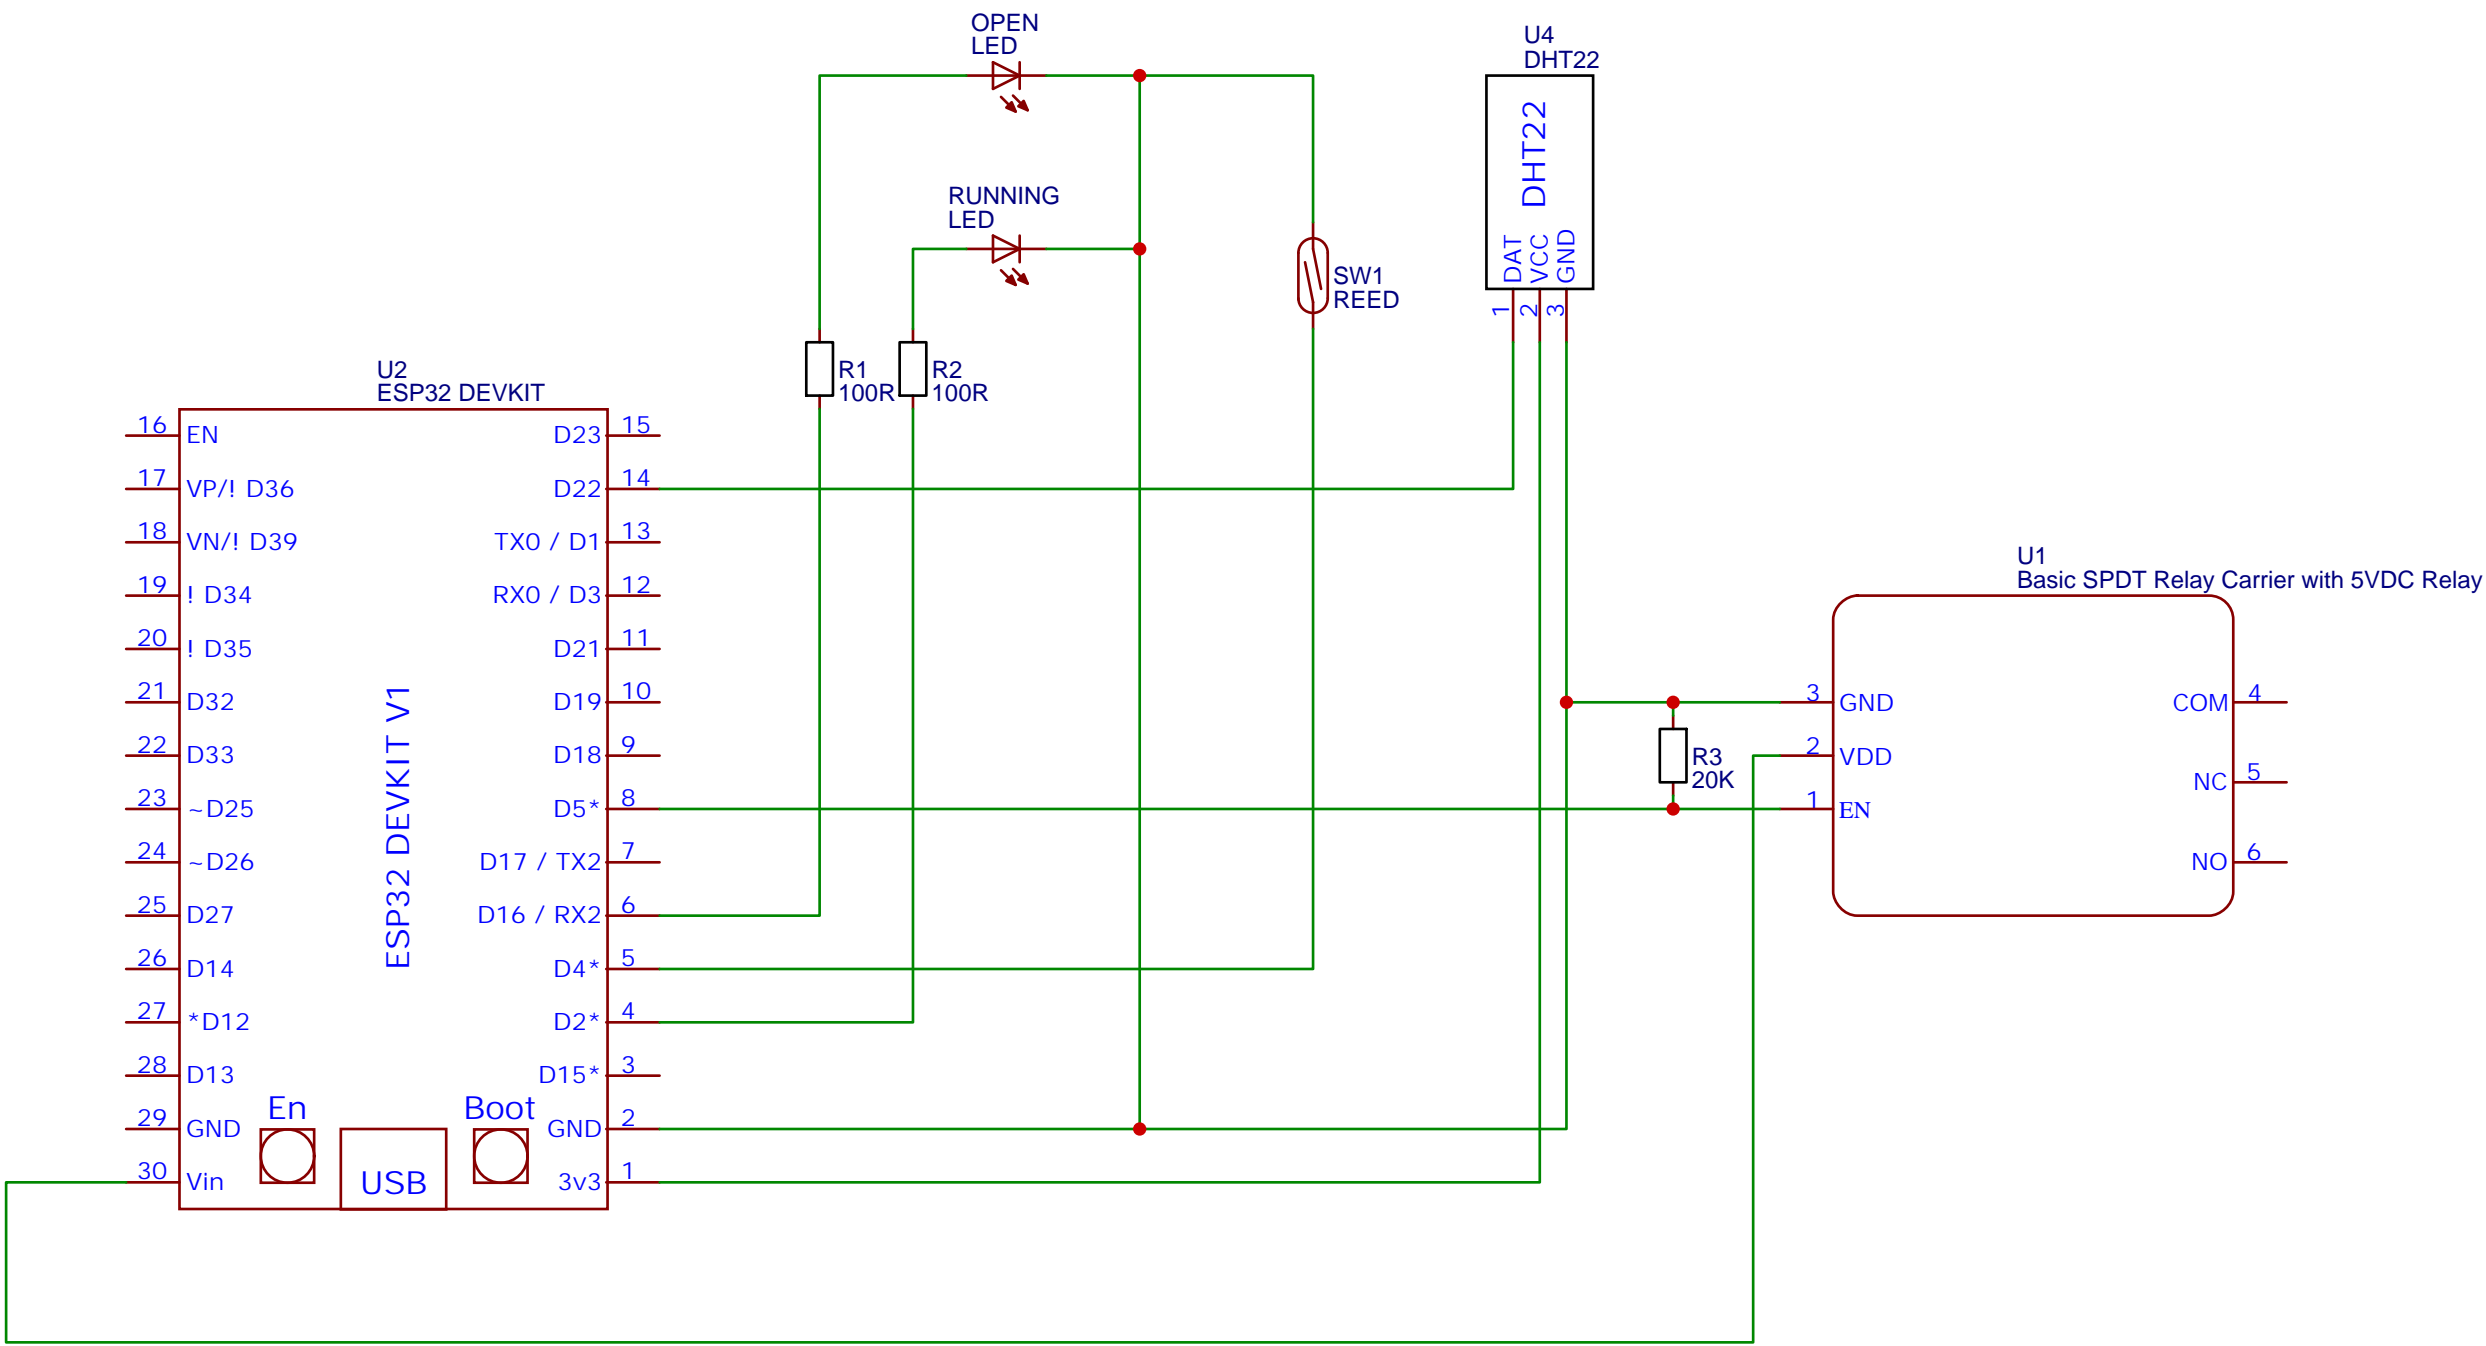 OPEN
LED
RUNNING
LED
U4
DHT22
DHT22
DAT
VCC
GND
1
2
3
SW1
REED
R1
100R
R2
100R
U2
ESP32 DEVKIT
16 EN D23 15
17 VP/! D36 D22 14
18 VN/! D39 TX0 / D1 13
19 ! D34 RX0 / D3 12
20 ! D35 D21 11
21 D32 D19 10
22 D33 D18 9
23 ~D25 D5* 8
24 ~D26 D17 / TX2 7
25 D27 D16 / RX2 6
26 D14 D4* 5
27 *D12 D2* 4
28 D13 D15* 3
29 GND GND 2
30 Vin 3v3 1
ESP32 DEVKIT V1
En
Boot
USB
U1
Basic SPDT Relay Carrier with 5VDC Relay
3 GND
2 VDD
1 EN
COM 4
NC 5
NO 6
R3
20K